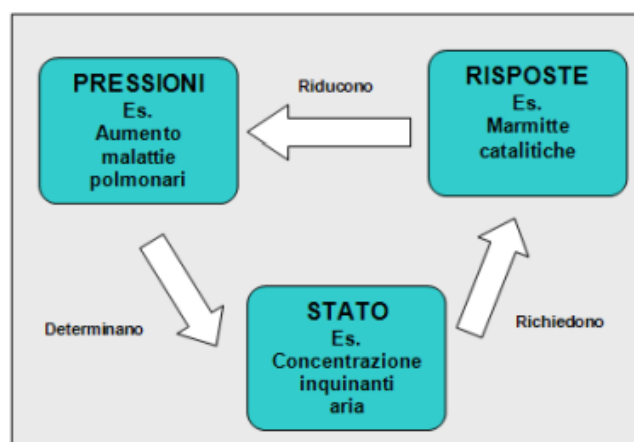 PRESSIONI
Es.
Aumento
malattie
polmonari
Riducono
RISPOSTE
Es.
Marmitte
catalitiche
Determinano
STATO
Es.
Concentrazione
inquinanti
aria
Richiedono